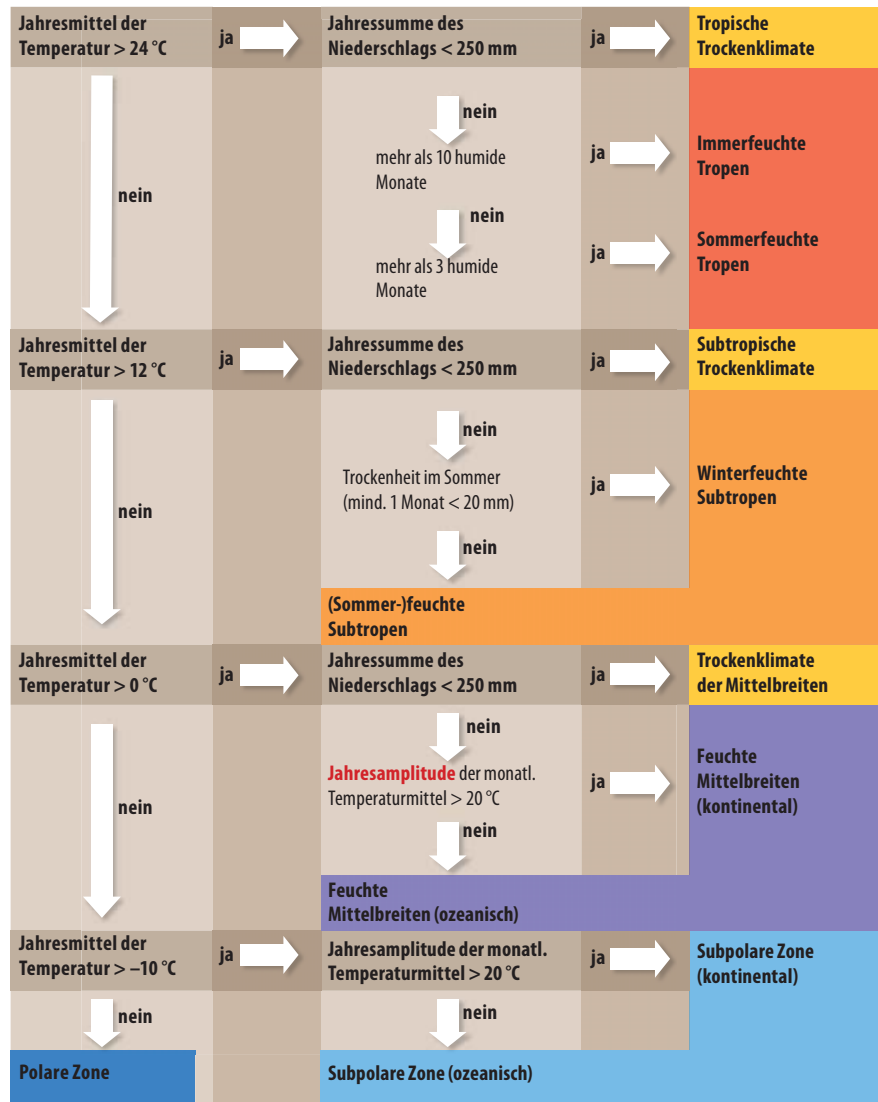 Jahresmittel der
Temperatur > 24 °C
ja
Jahressumme des
Niederschlags < 250 mm
ja
Tropische
Trockenklimate
nein
nein
mehr als 10 humide
Monate
ja
Immerfeuchte
Tropen
nein
mehr als 3 humide
Monate
ja
Sommerfeuchte
Tropen
Jahresmittel der
Temperatur > 12 °C
ja
Jahressumme des
Niederschlags < 250 mm
ja
Subtropische
Trockenklimate
nein
nein
Trockenheit im Sommer
(mind. 1 Monat < 20 mm)
ja
Winterfeuchte
Subtropen
nein
(Sommer-)feuchte
Subtropen
Jahresmittel der
Temperatur > 0 °C
ja
Jahressumme des
Niederschlags < 250 mm
ja
Trockenklimate
der Mittelbreiten
nein
nein
Jahresamplitude der monatl.
Temperaturmittel > 20 °C
ja
Feuchte
Mittelbreiten
(kontinental)
nein
Feuchte
Mittelbreiten (ozeanisch)
Jahresmittel der
Temperatur > –10 °C
ja
Jahresamplitude der monatl.
Temperaturmittel > 20 °C
ja
Subpolare Zone
(kontinental)
nein
nein
Polare Zone
Subpolare Zone (ozeanisch)